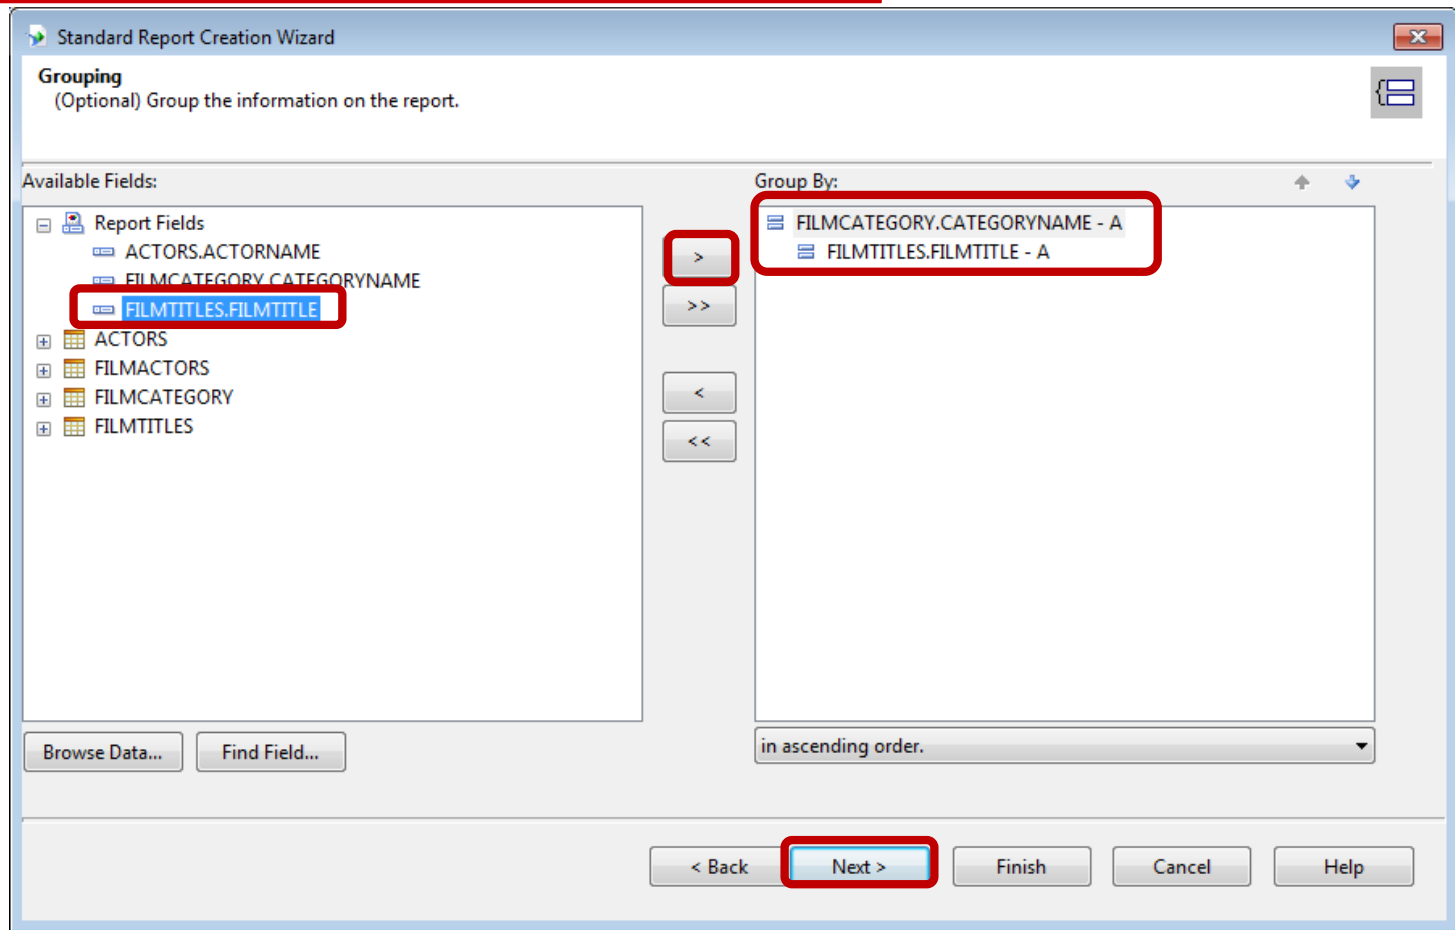 Standard Report Creation Wizard
Grouping
(Optional) Group the information on the report.
Available Fields:
Report Fields
ACTORS.ACTORNAME
FILMCATEGORY.CATEGORYNAME
FILMTITLES.FILMTITLE
ACTORS
FILMACTORS
FILMCATEGORY
FILMTITLES
>
>>
<
<<
Group By:
FILMCATEGORY.CATEGORYNAME - A
FILMTITLES.FILMTITLE - A
Browse Data...
Find Field...
in ascending order.
< Back
Next >
Finish
Cancel
Help